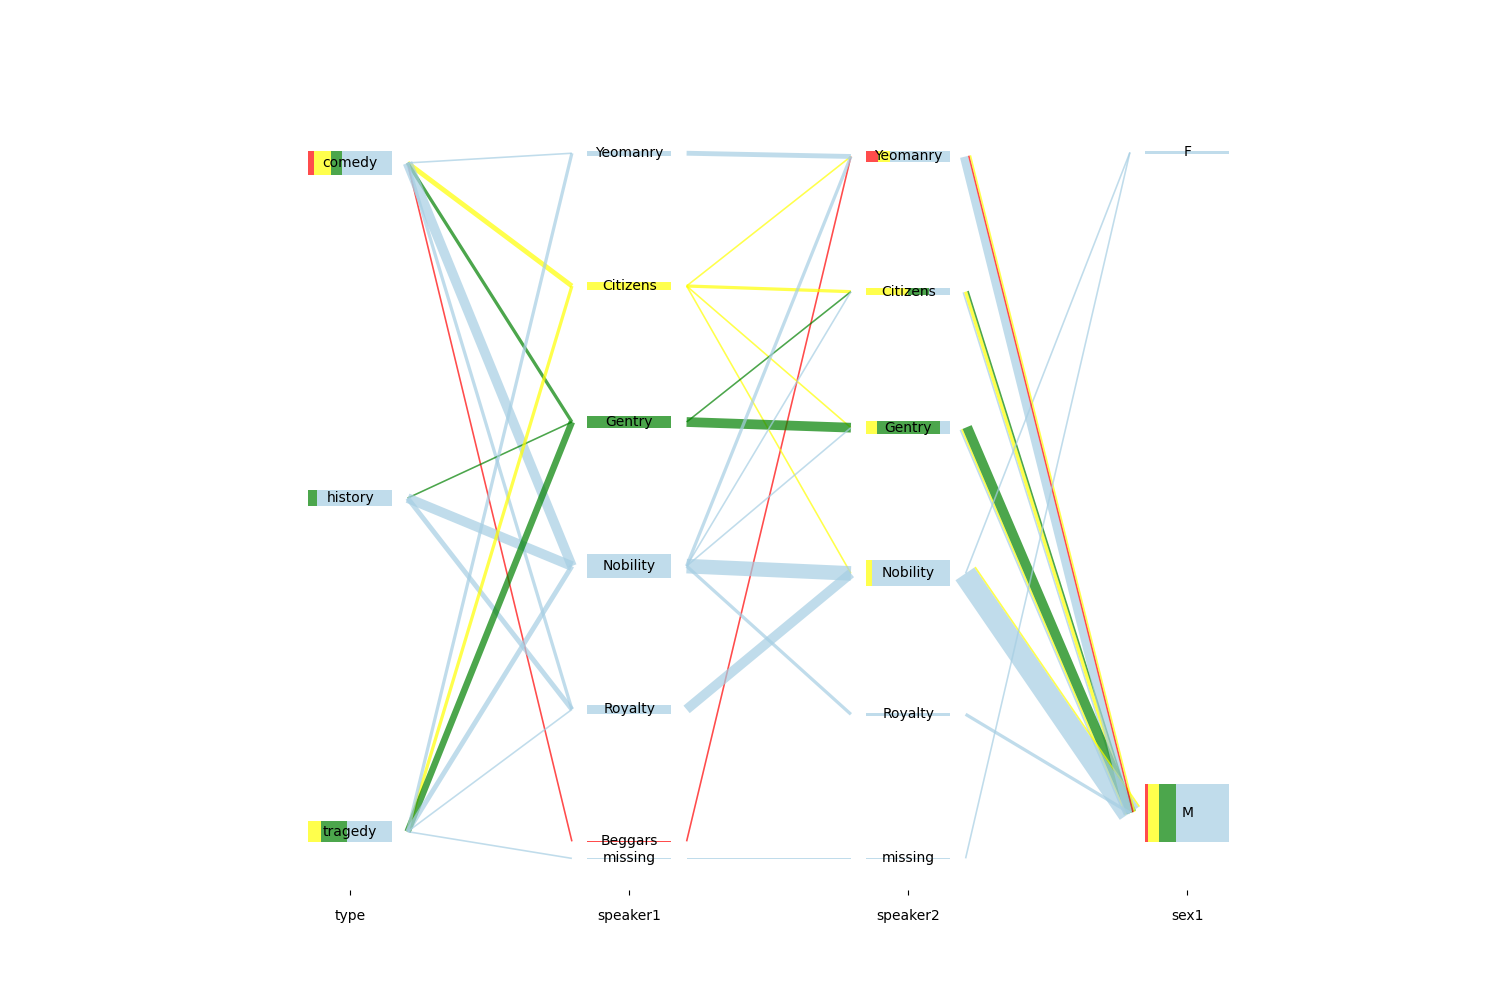 comedy
history
tragedy
Yeomanry
Citizens
Gentry
Nobility
Royalty
Beggars
missing
Yeomanry
Citizens
Gentry
Nobility
Royalty
missing
F
M
type
speaker1
speaker2
sex1